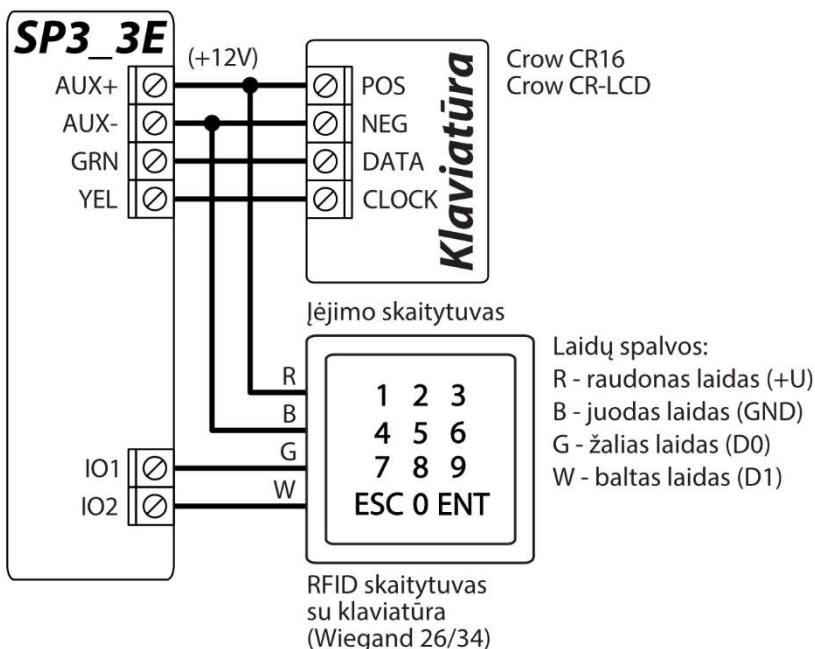 SP3_3E
(+12V)
AUX+
AUX-
GRN
YEL
POS
NEG
DATA
CLOCK
Klaviatūra
Crow CR16
Crow CR-LCD
Įėjimo skaitytuvas
R
B
G
W
IO1
IO2
1 2 3
4 5 6
7 8 9
ESC 0 ENT
Laidų spalvos:
R - raudonas laidas (+U)
B - juodas laidas (GND)
G - žalias laidas (D0)
W - baltas laidas (D1)
RFID skaitytuvas
su klaviatūra
(Wiegand 26/34)